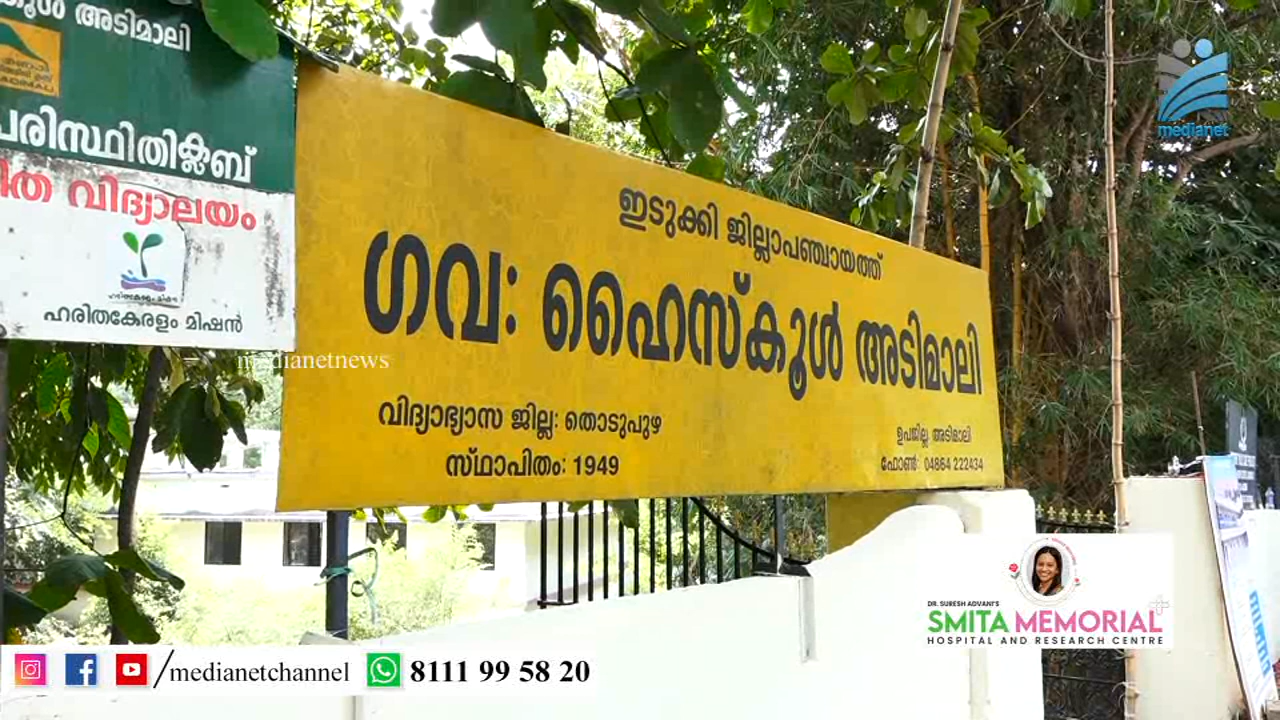 അടിമാലി
പരിസ്ഥിതിക്ലബ്
വിദ്യാലയം
ഹരിതകേരളം മിഷൻ
ഇടുക്കി ജില്ലാപഞ്ചായത്ത്
ഗവ: ഹൈസ്കൂൾ അടിമാലി
വിദ്യാഭ്യാസ ജില്ല: തൊടുപുഴ
സ്ഥാപിതം: 1949
ഉപജില്ല അടിമാലി
ഫോൺ: 04864 222434
medianet
medianetnews
DR. SURESH ADVANI'S
SMITA MEMORIAL
HOSPITAL AND RESEARCH CENTRE
/medianetchannel
8111 99 58 20